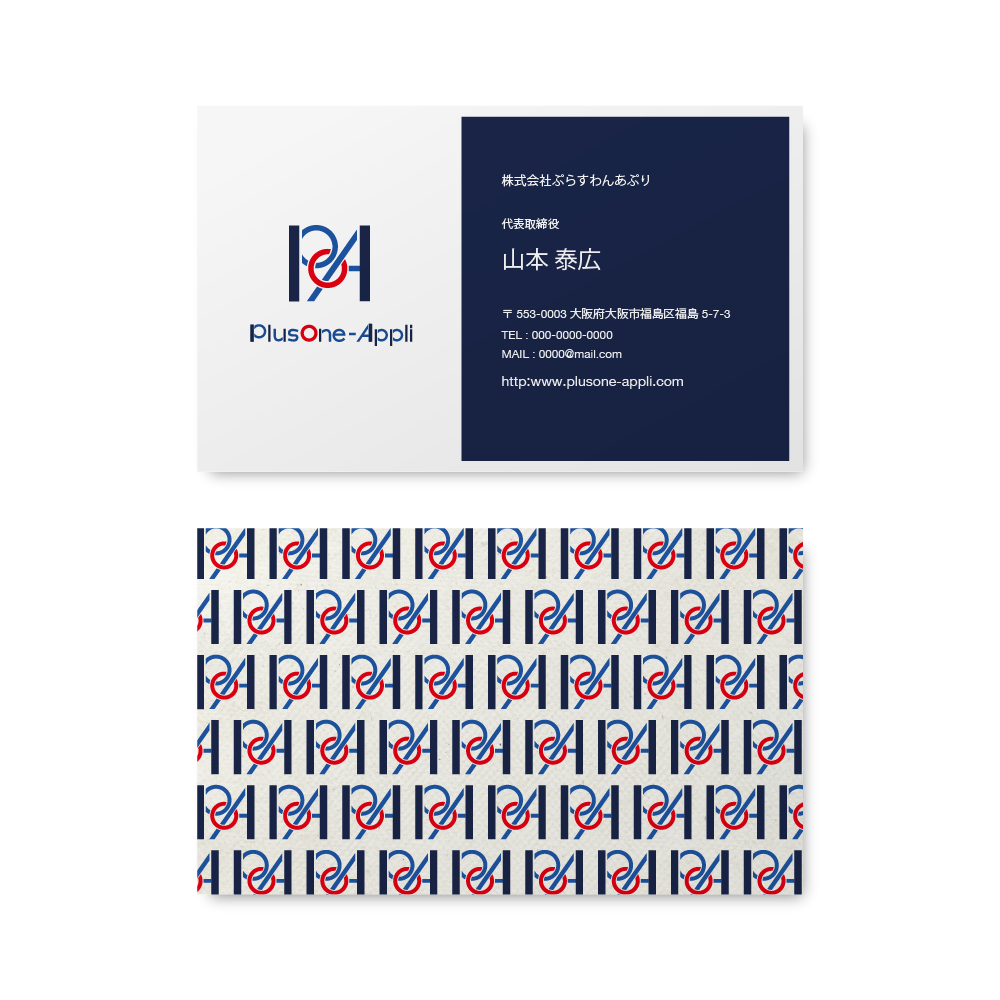 PlusOne-Appli
株式会社ぷらすわんあぷり
代表取締役
山本 泰広
〒 553-0003 大阪府大阪市福島区福島 5-7-3
TEL : 000-0000-0000
MAIL : 0000@mail.com
http:www.plusone-appli.com